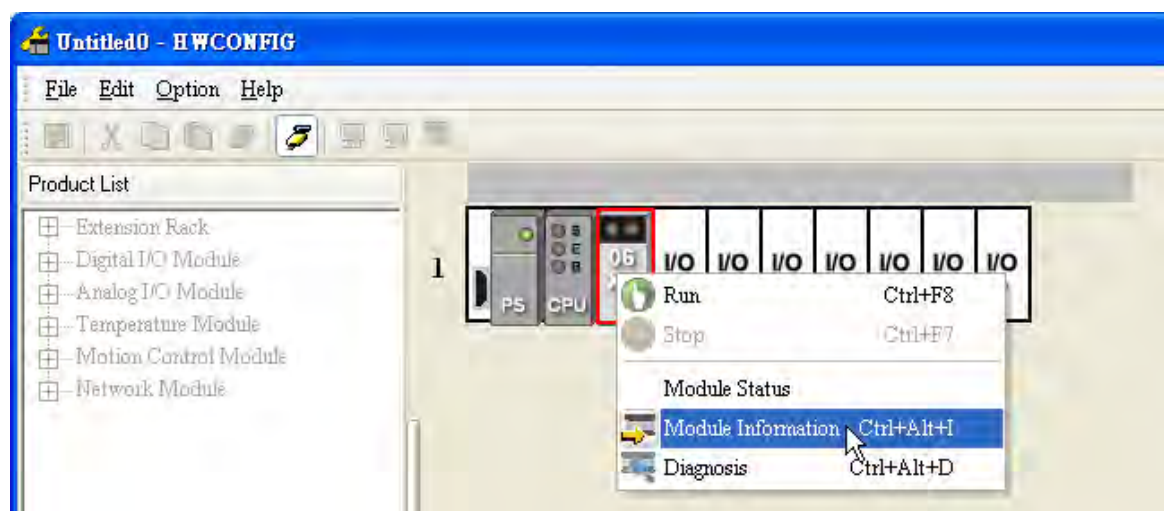 Untitled0 - HWCONFIG
File Edit Option Help
Product List
Extension Rack
Digital I/O Module
Analog I/O Module
Temperature Module
Motion Control Module
Network Module
1
PS CPU 06 I/O I/O I/O I/O I/O I/O I/O
S
E
B
Run Ctrl+F8
Stop Ctrl+F7
Module Status
Module Information Ctrl+Alt+I
Diagnosis Ctrl+Alt+D